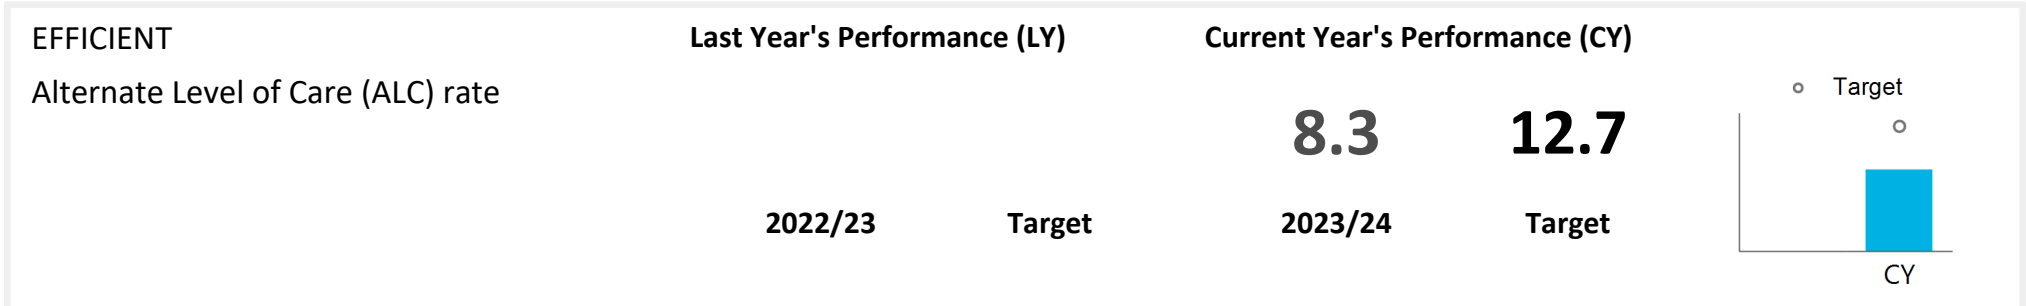 EFFICIENT
Last Year's Performance (LY)
Current Year's Performance (CY)
Alternate Level of Care (ALC) rate
Target
8.3
12.7
2022/23
Target
2023/24
Target
CY